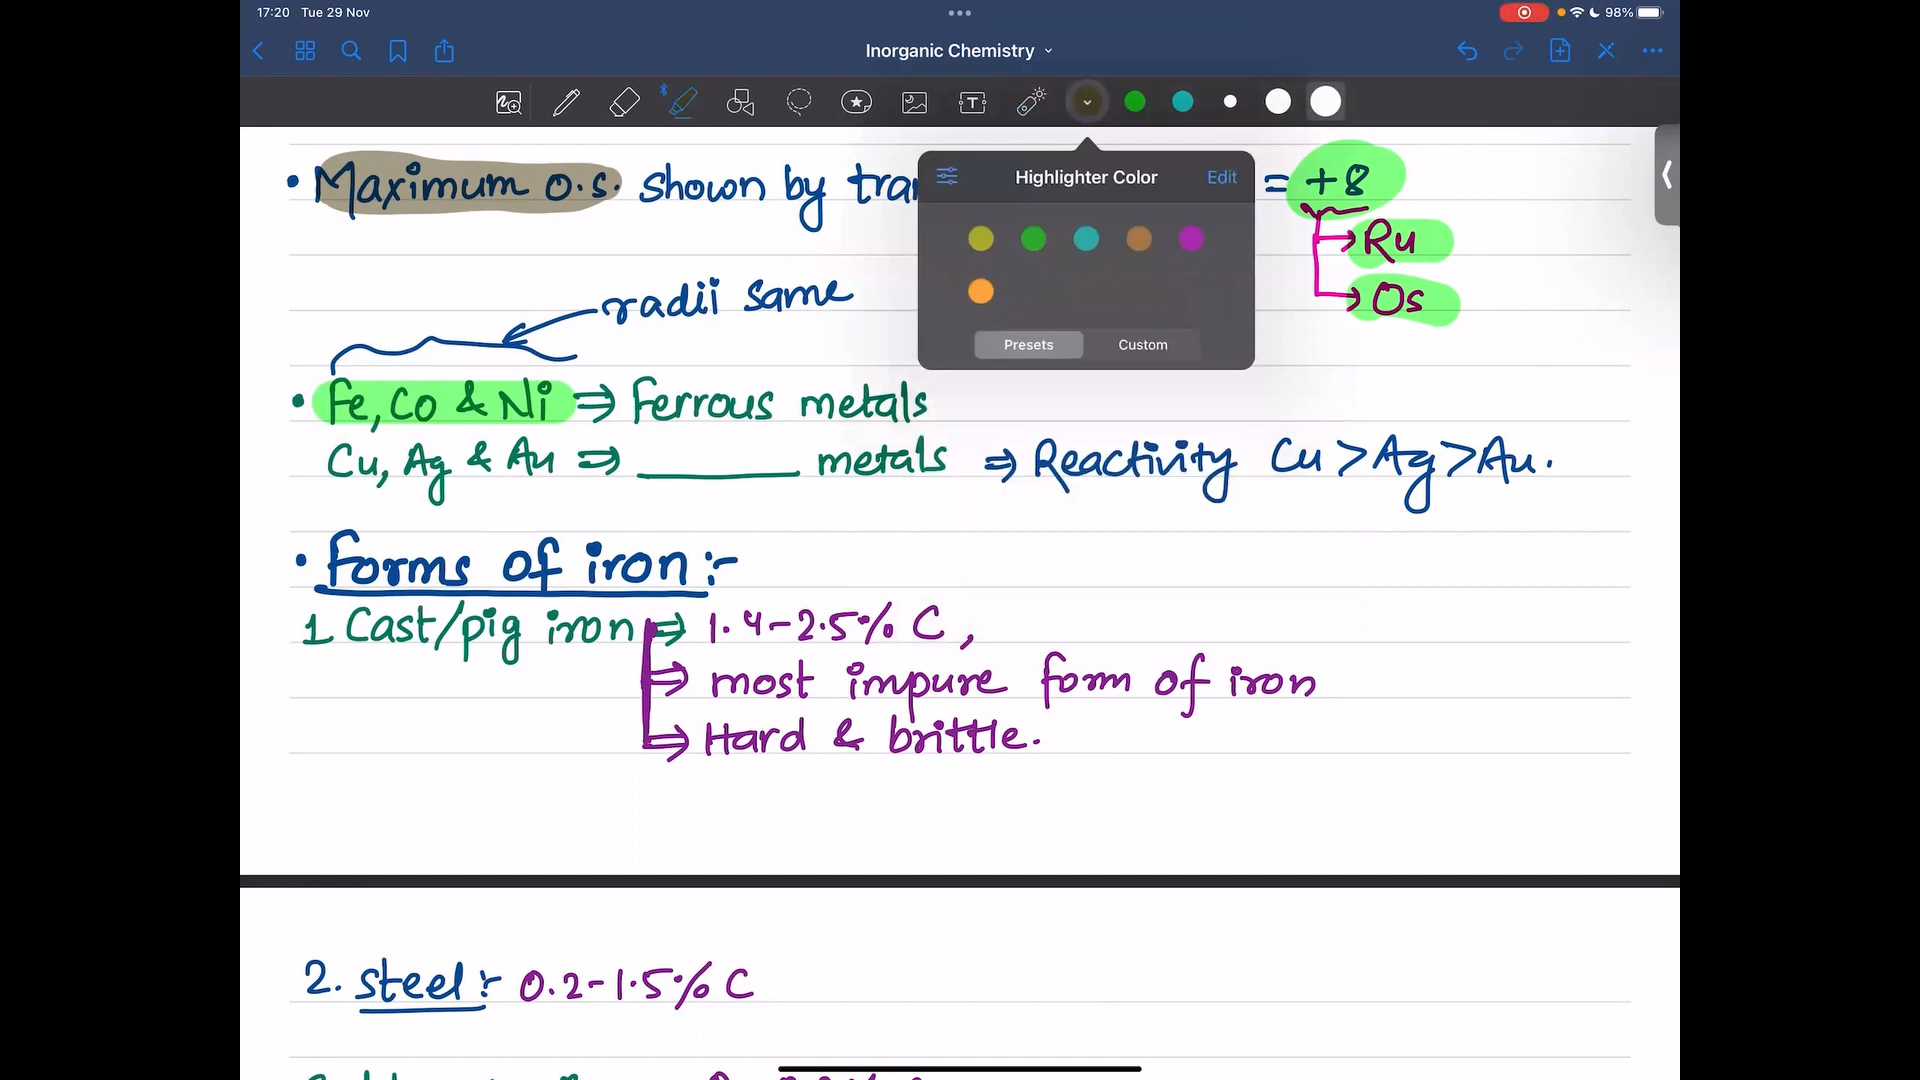 17:20 Tue 29 Nov
98%
Inorganic Chemistry
Highlighter Color Edit
Presets Custom
• Maximum o.s. shown by = +8
→ Ru
→ Os
radii same
• Fe, Co & Ni ⇒ Ferrous metals
Cu, Ag & Au ⇒ ________ metals ⇒ Reactivity Cu > Ag > Au.
• Forms of iron :-
1 Cast/pig iron ⇒ 1.4-2.5% C,
⇒ most impure form of iron
⇒ Hard & brittle.
2. Steel :- 0.2-1.5% C